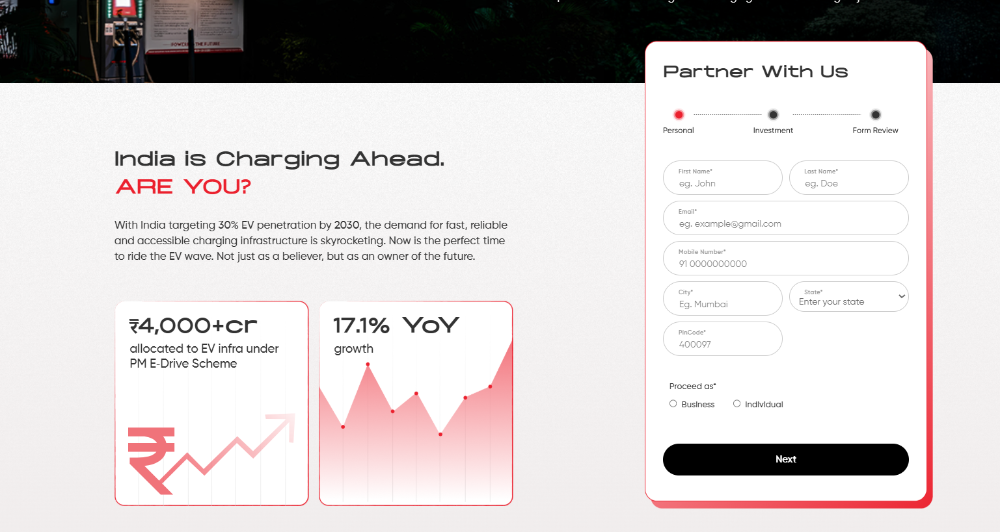 POWERING THE FUTURE
India is Charging Ahead.
ARE YOU?
With India targeting 30% EV penetration by 2030, the demand for fast, reliable
and accessible charging infrastructure is skyrocketing. Now is the perfect time
to ride the EV wave. Not just as a believer, but as an owner of the future.
₹4,000+cr
allocated to EV infra under
PM E-Drive Scheme
17.1% YoY
growth
Partner With Us
Personal Investment Form Review
First Name* Last Name*
eg. John eg. Doe
Email*
eg. example@gmail.com
Mobile Number*
91 0000000000
City* State*
Eg. Mumbai Enter your state
PinCode*
400097
Proceed as*
Business Individual
Next